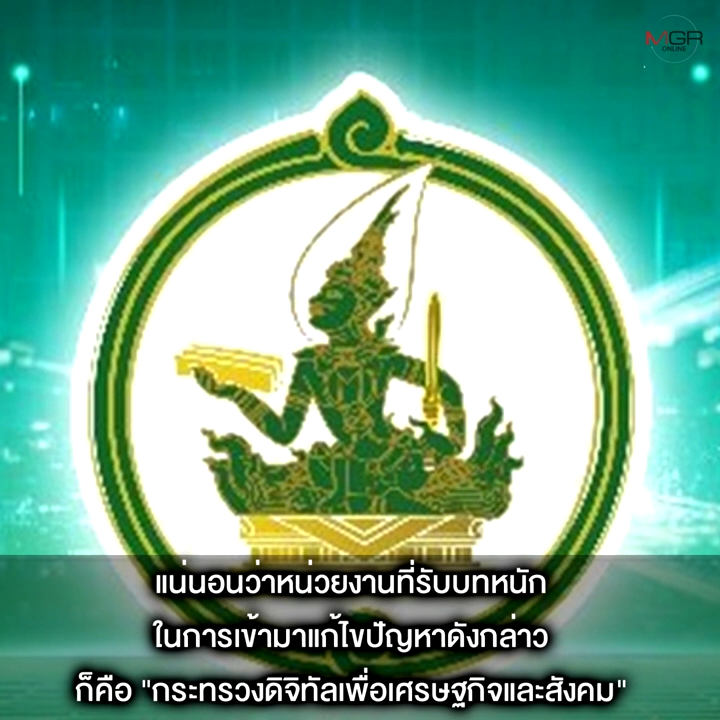 MGR
ONLINE
แน่นอนว่าหน่วยงานที่รับบทหนัก
ในการเข้ามาแก้ไขปัญหาดังกล่าว
ก็คือ "กระทรวงดิจิทัลเพื่อเศรษฐกิจและสังคม"